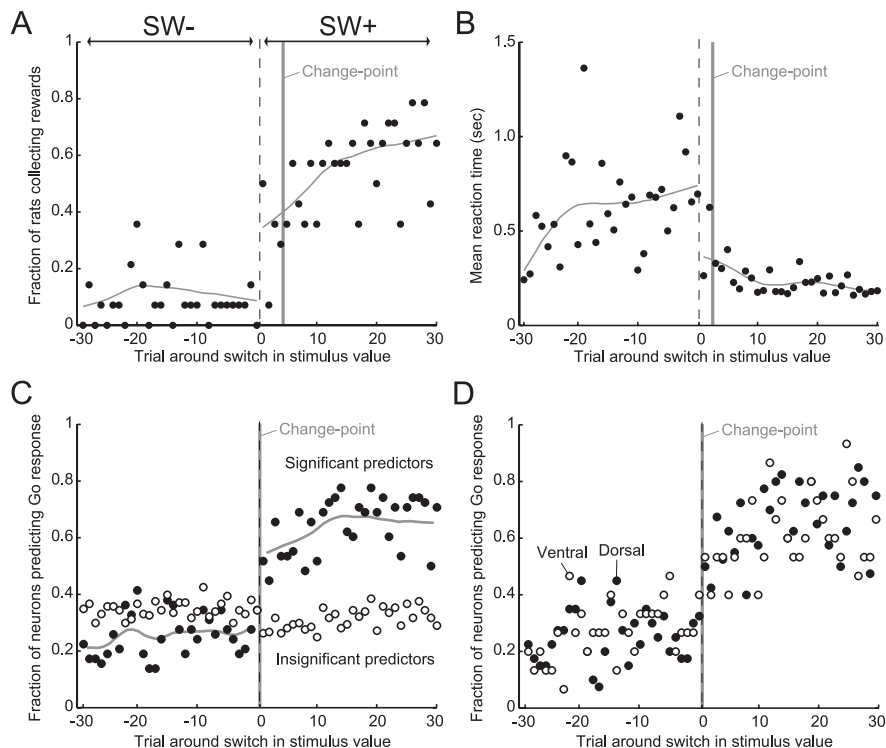 A
SW-
SW+
Change-point
Fraction of rats collecting rewards
1
0.8
0.6
0.4
0.2
0
-30
-20
-10
0
10
20
30
Trial around switch in stimulus value
B
Change-point
Mean reaction time (sec)
1.5
1.0
0.5
0
-30
-20
-10
0
10
20
30
Trial around switch in stimulus value
C
Change-point
Significant predictors
Insignificant predictors
Fraction of neurons predicting Go response
1
0.8
0.6
0.4
0.2
0
-30
-20
-10
0
10
20
30
Trial around switch in stimulus value
D
Change-point
Ventral
Dorsal
Fraction of neurons predicting Go response
1
0.8
0.6
0.4
0.2
0
-30
-20
-10
0
10
20
30
Trial around switch in stimulus value